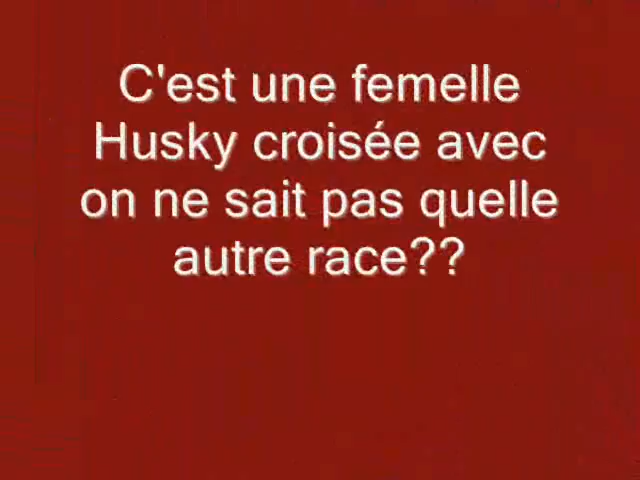 C'est une femelle
Husky croisée avec
on ne sait pas quelle
autre race??